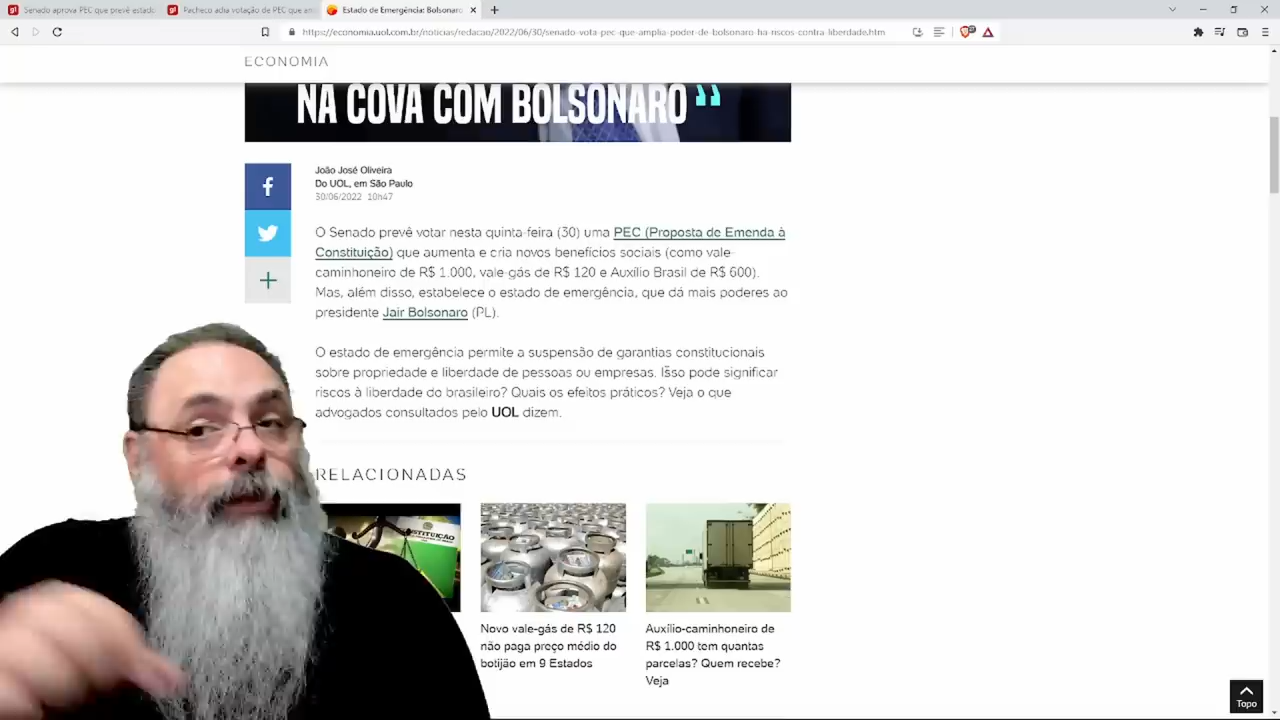 Senado aprova PEC que prevê estado
Pacheco adia votação de PEC que am
Estado de Emergência: Bolsonaro
https://economia.uol.com.br/noticias/redacao/2022/06/30/senado-vota-pec-que-amplia-poder-de-bolsonaro-ha-riscos-contra-liberdade.htm
ECONOMIA
NA COVA COM BOLSONARO"
João José Oliveira
Do UOL, em São Paulo
30/06/2022 10h47
O Senado prevê votar nesta quinta-feira (30) uma PEC (Proposta de Emenda à
Constituição) que aumenta e cria novos benefícios sociais (como vale-
caminhoneiro de R$ 1.000, vale-gás de R$ 120 e Auxílio Brasil de R$ 600).
Mas, além disso, estabelece o estado de emergência, que dá mais poderes ao
presidente Jair Bolsonaro (PL).
O estado de emergência permite a suspensão de garantias constitucionais
sobre propriedade e liberdade de pessoas ou empresas. Isso pode significar
riscos à liberdade do brasileiro? Quais os efeitos práticos? Veja o que
advogados consultados pelo UOL dizem.
RELACIONADAS
Novo vale-gás de R$ 120
não paga preço médio do
botijão em 9 Estados
Auxílio-caminhoneiro de
R$ 1.000 tem quantas
parcelas? Quem recebe?
Veja
Topo